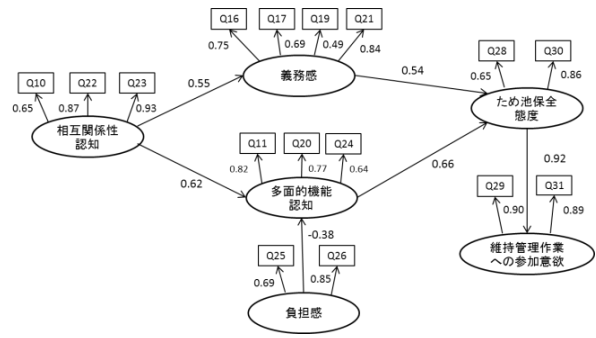 Q16 Q17 Q19 Q21
0.75 0.69 0.49 0.84
義務感
Q10 Q22 Q23
0.65 0.87 0.93
相互関係性
認知
0.55
0.62
Q11 Q20 Q24
0.82 0.77 0.64
多面的機能
認知
-0.38
Q25 Q26
0.69 0.85
負担感
0.54
0.66
Q28 Q30
0.65 0.86
ため池保全
態度
0.92
Q29 Q31
0.90 0.89
維持管理作業
への参加意欲